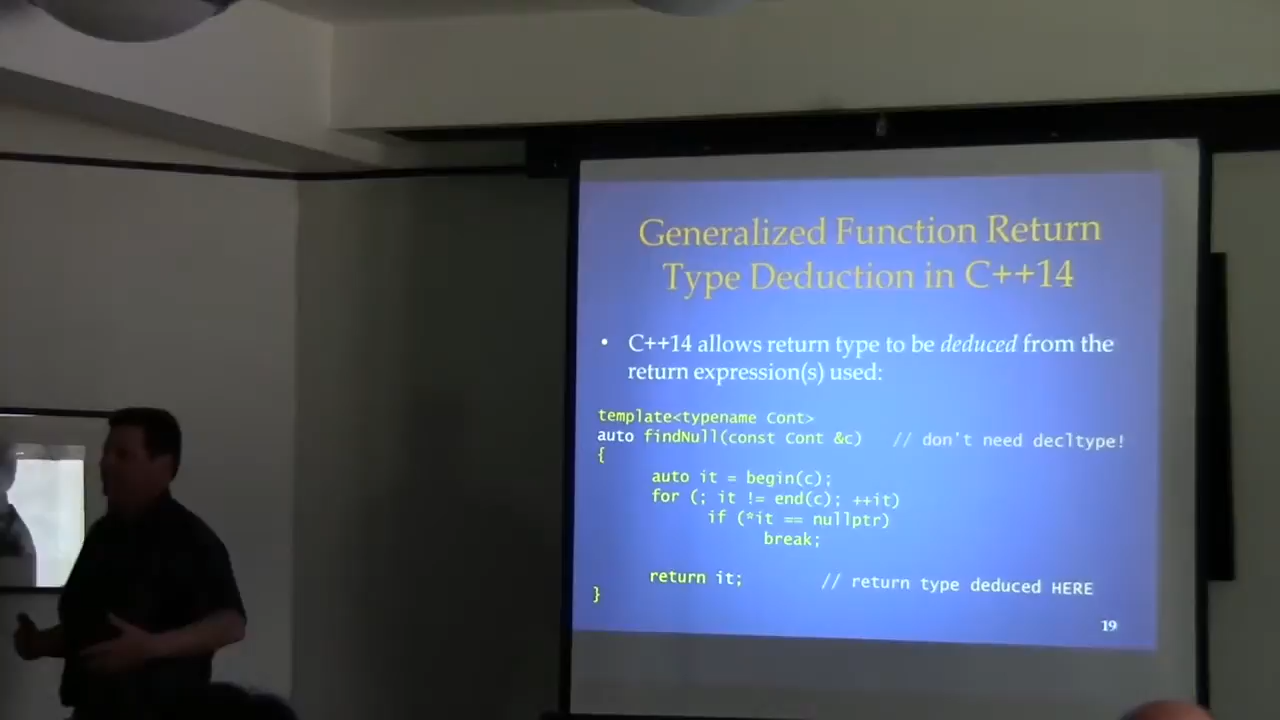 Generalized Function Return
Type Deduction in C++14
• C++14 allows return type to be deduced from the
return expression(s) used:
template<typename Cont>
auto findNull(const Cont &c) // don't need decltype!
{
auto it = begin(c);
for (; it != end(c); ++it)
if (*it == nullptr)
break;
return it; // return type deduced HERE
}
19